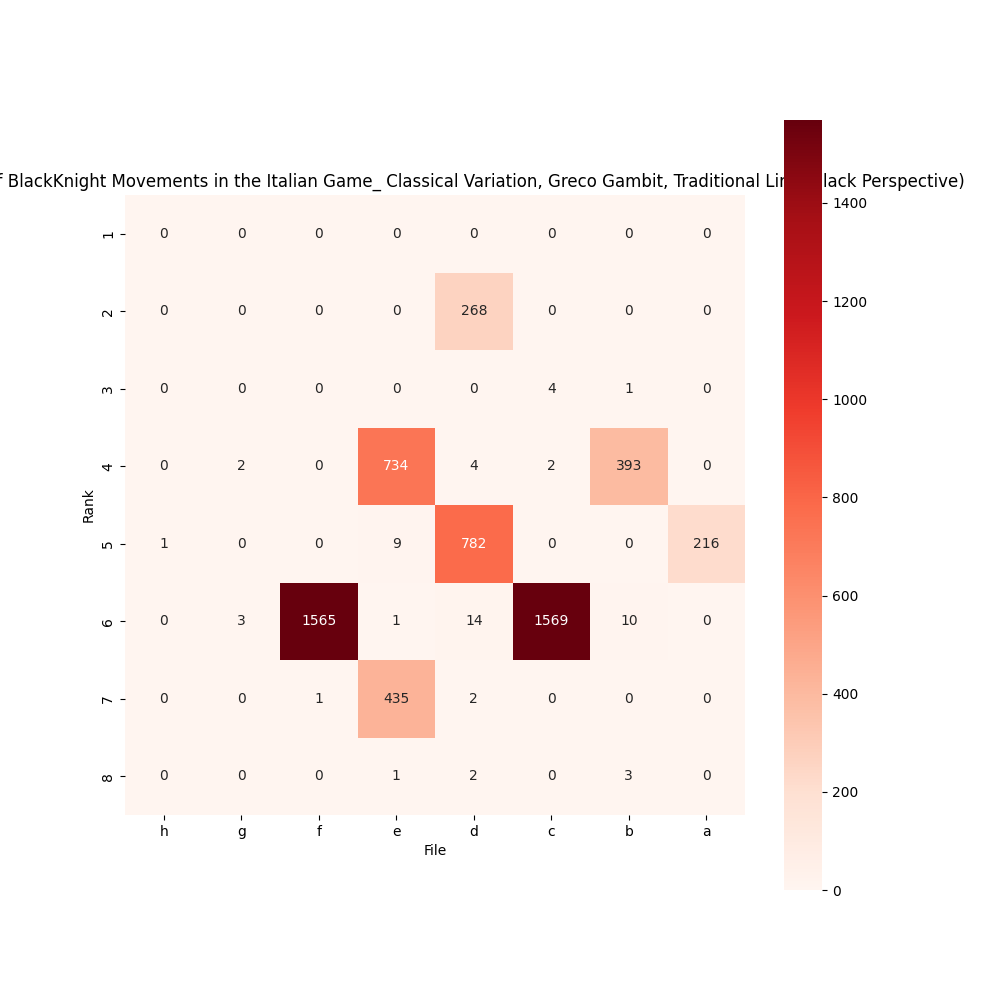 f BlackKnight Movements in the Italian Game_ Classical Variation, Greco Gambit, Traditional Lin lack Perspective)
1 0 0 0 0 0 0 0 0
2 0 0 0 0 268 0 0 0
3 0 0 0 0 0 4 1 0
4 0 2 0 734 4 2 393 0
5 1 0 0 9 782 0 0 216
6 0 3 1565 1 14 1569 10 0
7 0 0 1 435 2 0 0 0
8 0 0 0 1 2 0 3 0
h g f e d c b a
File
Rank
1400
1200
1000
800
600
400
200
0